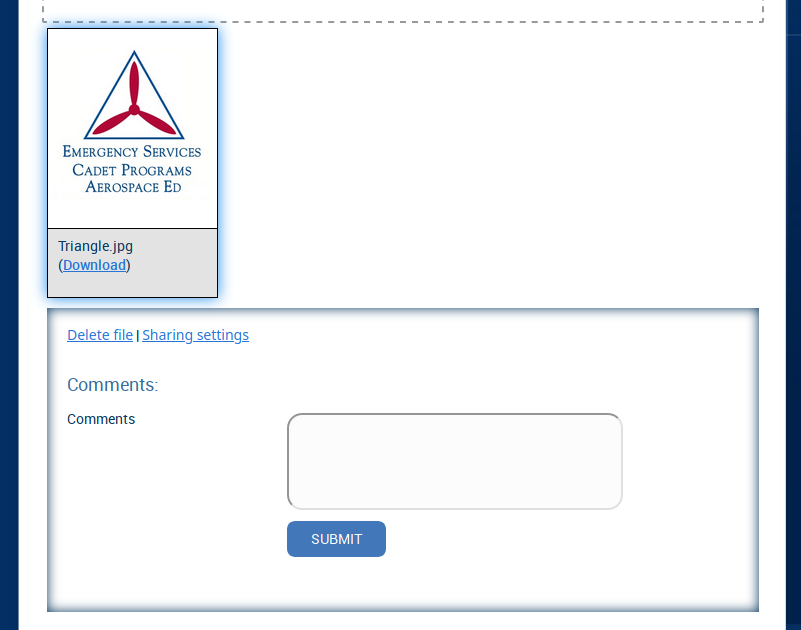 Emergency Services
Cadet Programs
Aerospace Ed
Triangle.jpg
(Download)
Delete file | Sharing settings
Comments:
Comments
SUBMIT